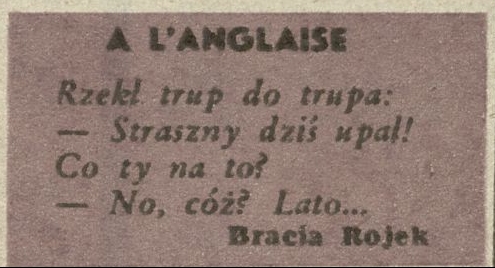 A L'ANGLAISE
Rzekł trup do trupa:
— Straszny dziś upał!
Co ty na to?
— No, cóż? Lato...
Bracia Rojek